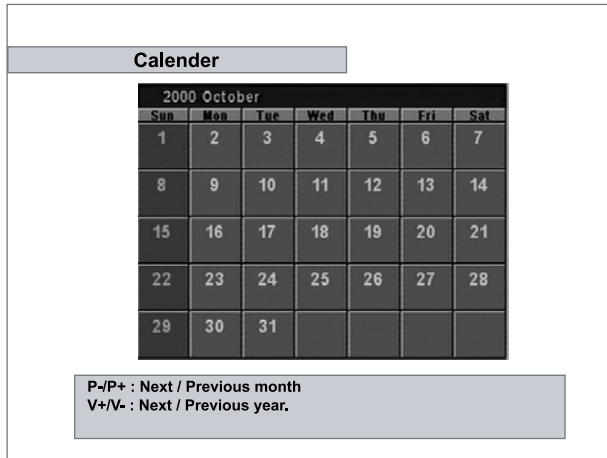 Calender
2000 October
Sun Mon Tue Wed Thu Fri Sat
1 2 3 4 5 6 7
8 9 10 11 12 13 14
15 16 17 18 19 20 21
22 23 24 25 26 27 28
29 30 31
P-/P+ : Next / Previous month
V+/V- : Next / Previous year.